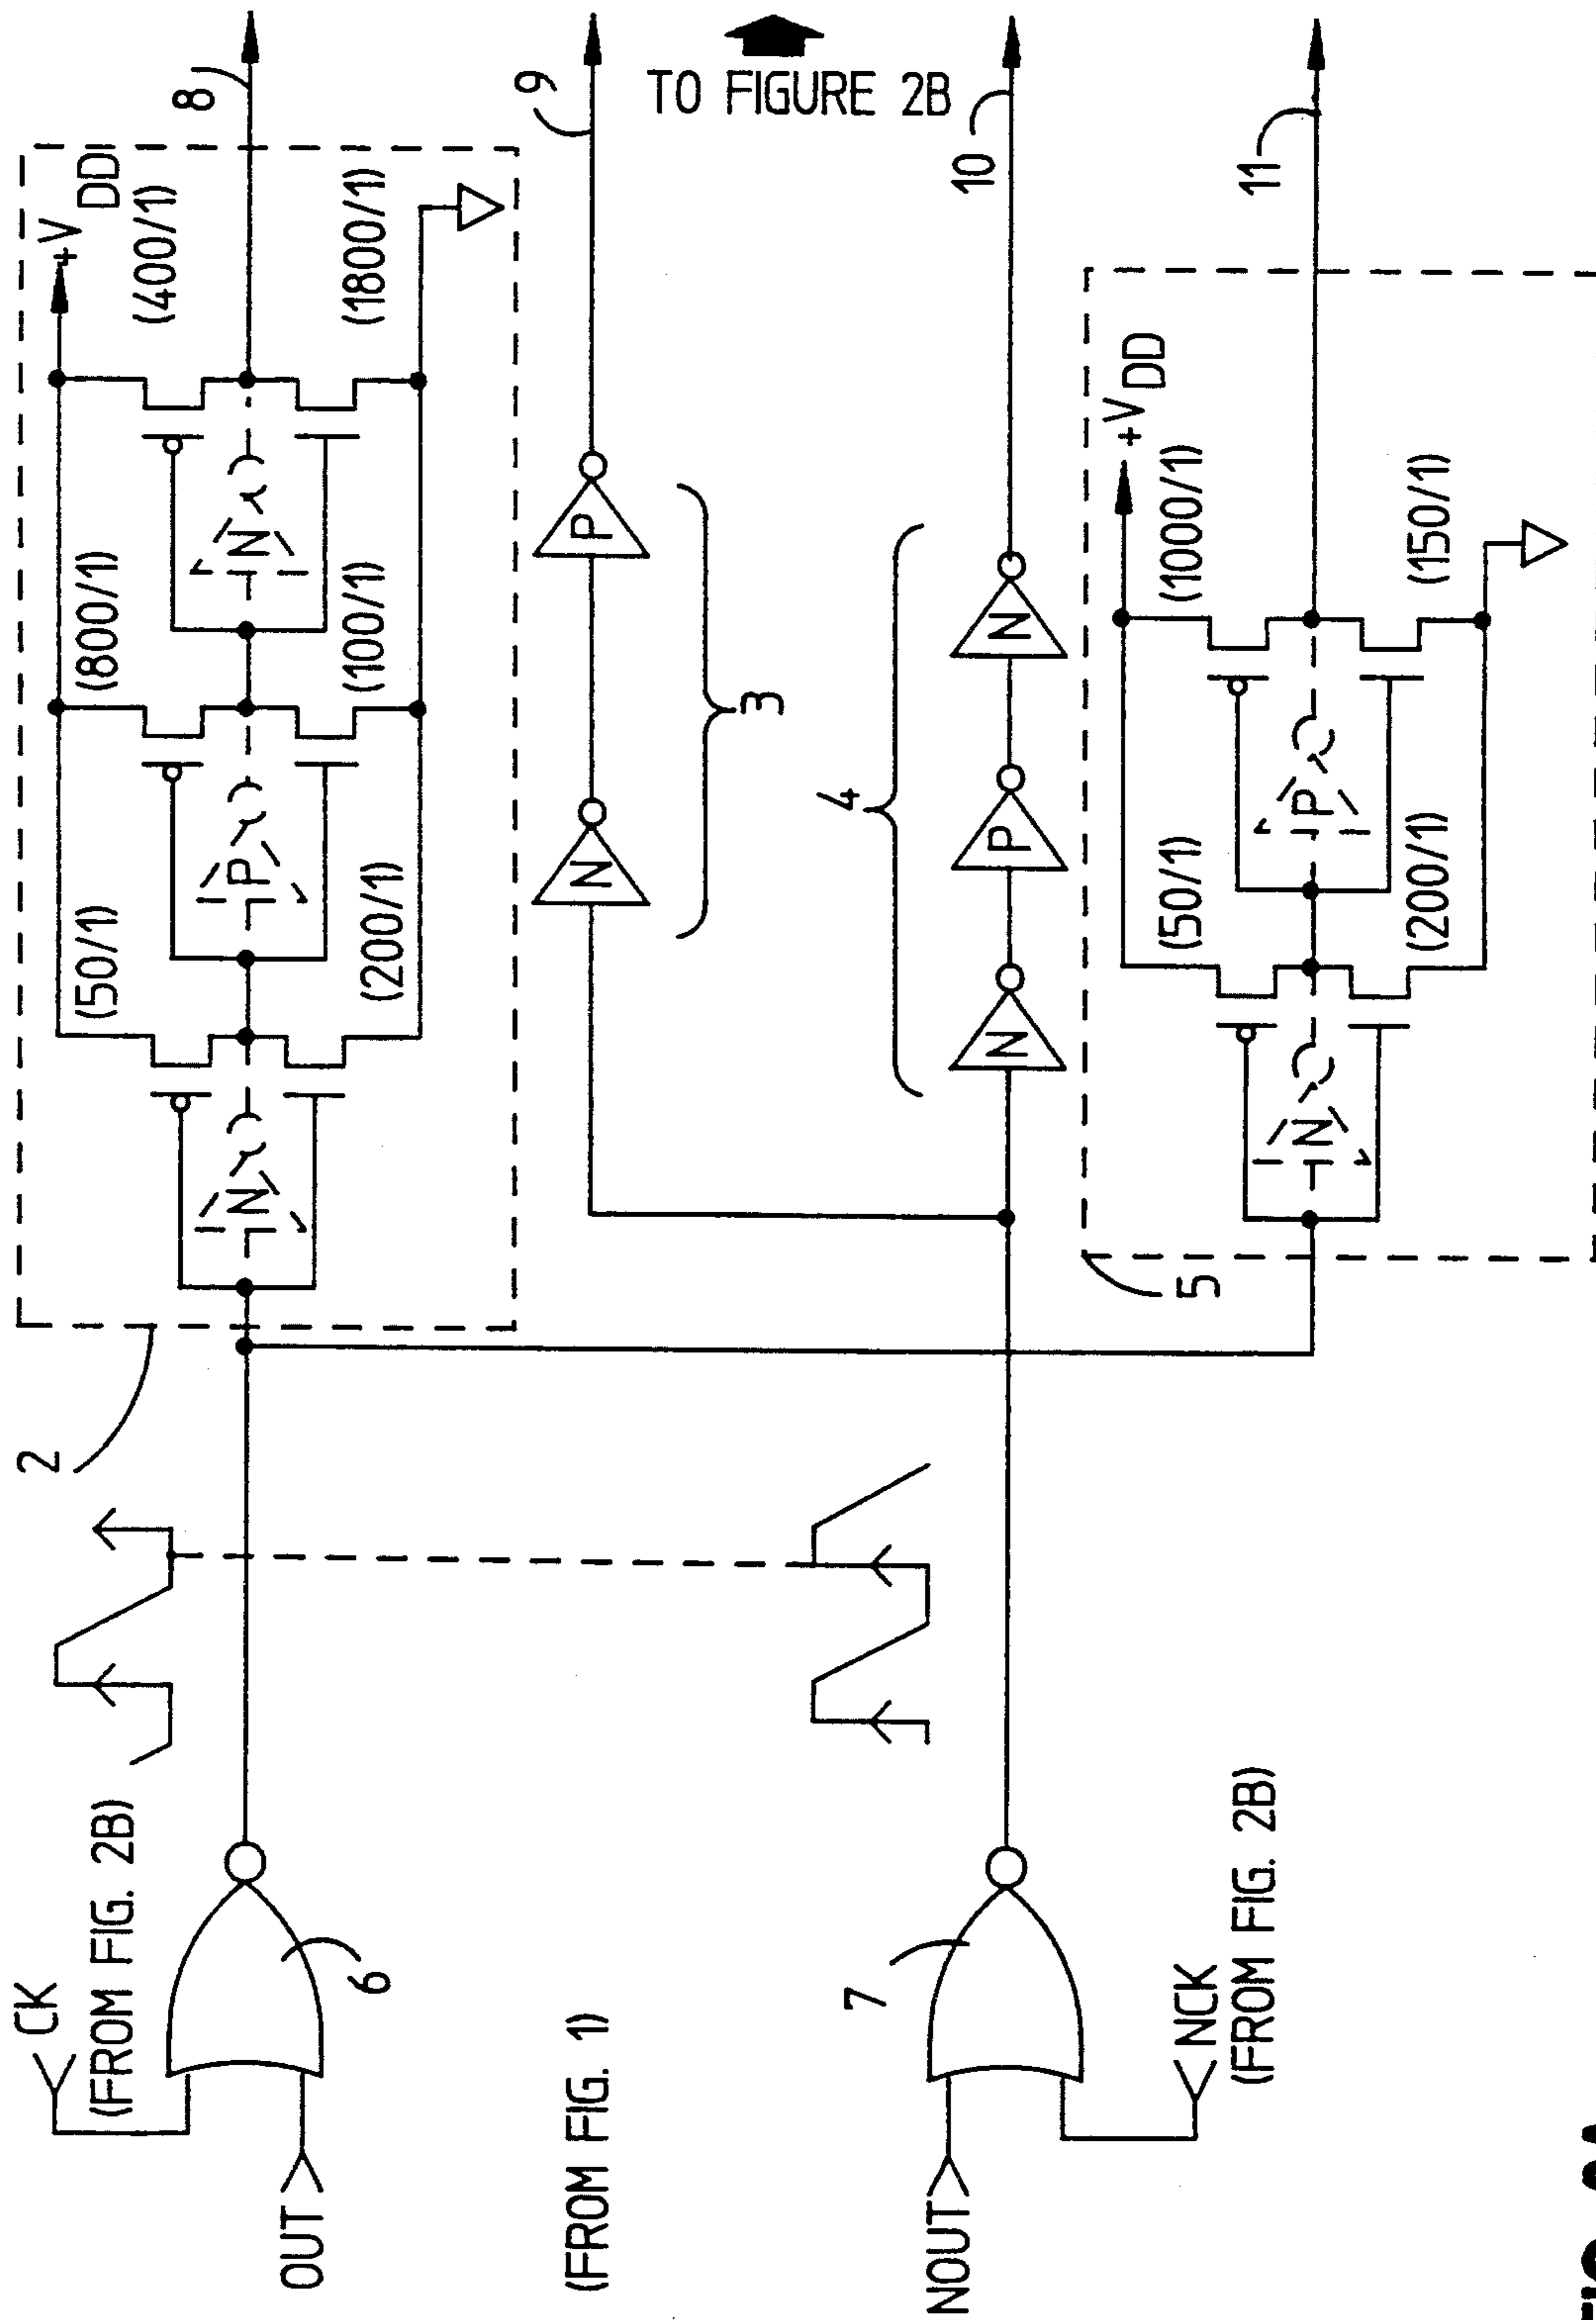 CK
(FROM FIG. 2B)
OUT
6
2
+V DD
(50/1)
(800/1)
(400/1)
N
P
N
(200/1)
(100/1)
(1800/1)
8
(FROM FIG. 1)
N
P
3
9
TO FIGURE 2B
NOUT
7
NCK
(FROM FIG. 2B)
4
N
P
N
10
5
+V DD
(50/1)
(1000/1)
N
P
(200/1)
(150/1)
11